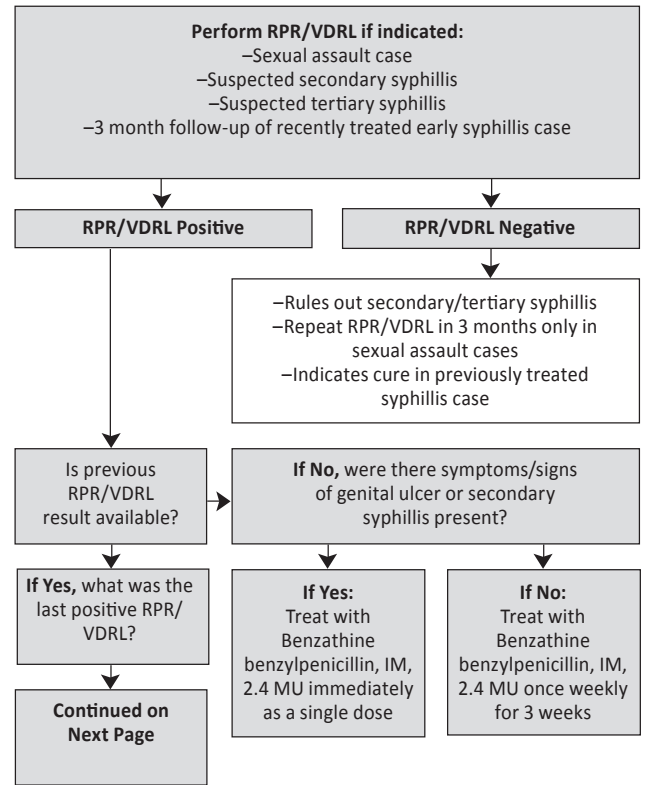 Perform RPR/VDRL if indicated:
–Sexual assault case
–Suspected secondary syphillis
–Suspected tertiary syphillis
–3 month follow-up of recently treated early syphillis case
RPR/VDRL Positive
RPR/VDRL Negative
–Rules out secondary/tertiary syphillis
–Repeat RPR/VDRL in 3 months only in
sexual assault cases
–Indicates cure in previously treated
syphillis case
Is previous
RPR/VDRL
result available?
If No, were there symptoms/signs
of genital ulcer or secondary
syphillis present?
If Yes, what was the
last positive RPR/
VDRL?
If Yes:
Treat with
Benzathine
benzylpenicillin, IM,
2.4 MU immediately
as a single dose
If No:
Treat with
Benzathine
benzylpenicillin, IM,
2.4 MU once weekly
for 3 weeks
Continued on
Next Page